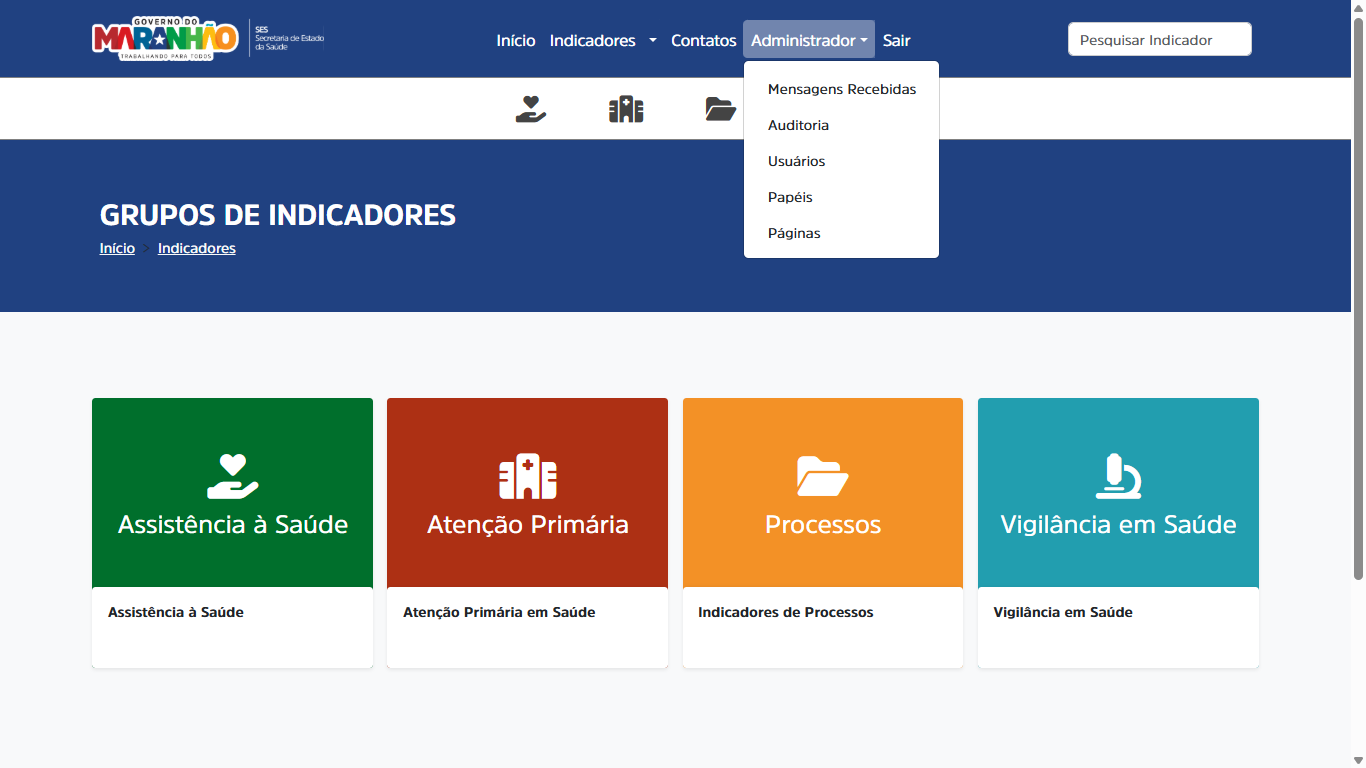 GOVERNO DO
MARANHÃO
TRABALHANDO PARA TODOS
SES
Secretaria de Estado
da Saúde
Início Indicadores Contatos Administrador Sair
Pesquisar Indicador
Mensagens Recebidas
Auditoria
Usuários
Papéis
Páginas
GRUPOS DE INDICADORES
Início > Indicadores
Assistência à Saúde
Atenção Primária
Processos
Vigilância em Saúde
Assistência à Saúde
Atenção Primária em Saúde
Indicadores de Processos
Vigilância em Saúde